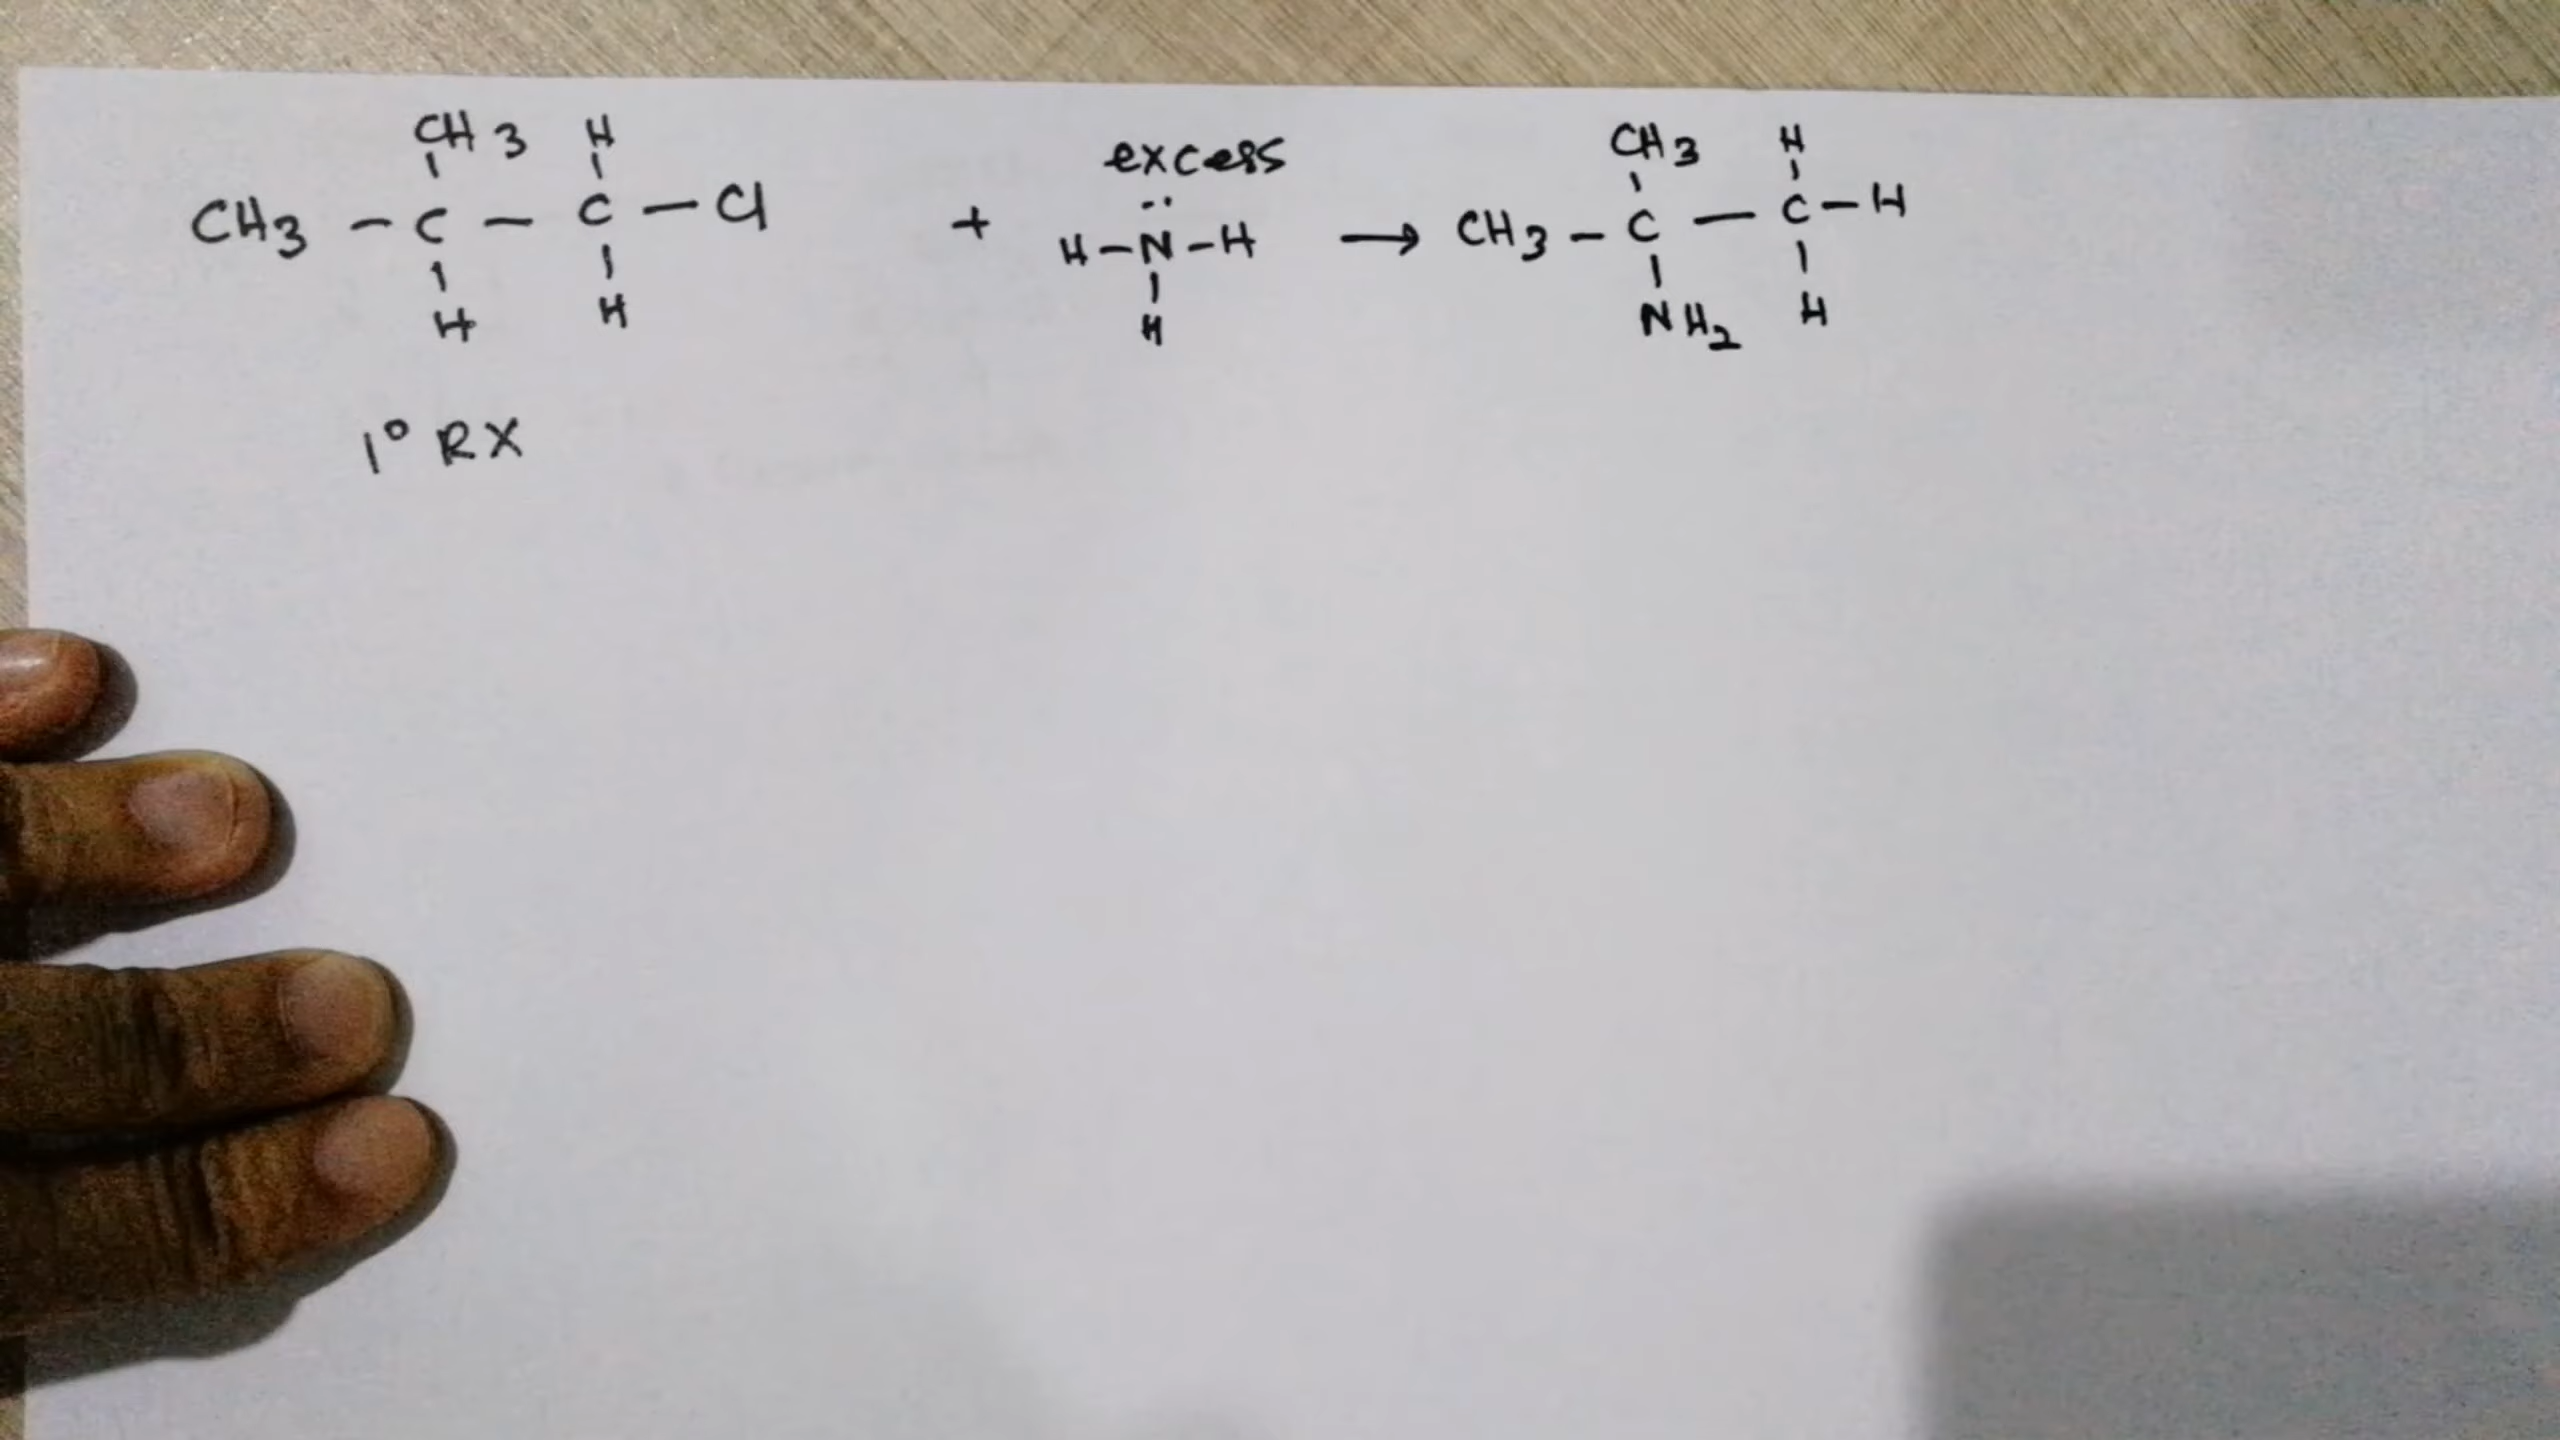 CH3 H excess CH3 H
CH3 - C - C - Cl + H - N̈ - H → CH3 - C - C - H
H H H NH2 H
1° RX